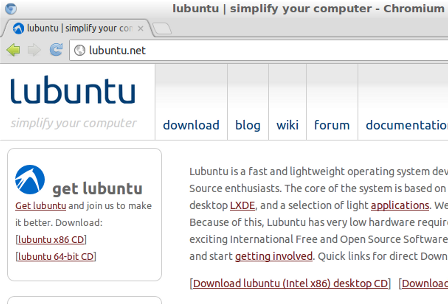 lubuntu | simplify your computer - Chromium
lubuntu | simplify your cor
lubuntu.net
lubuntu
simplify your computer
download
blog
wiki
forum
documentatio
get lubuntu
Get lubuntu and join us to make
it better. Download:
[lubuntu x86 CD]
[lubuntu 64-bit CD]
Lubuntu is a fast and lightweight operating system dev
Source enthusiasts. The core of the system is based on
desktop LXDE, and a selection of light applications. We
Because of this, Lubuntu has very low hardware requir
exciting International Free and Open Source Software
and start getting involved. Quick links for direct Down
[Download lubuntu (Intel x86) desktop CD] [Downloa